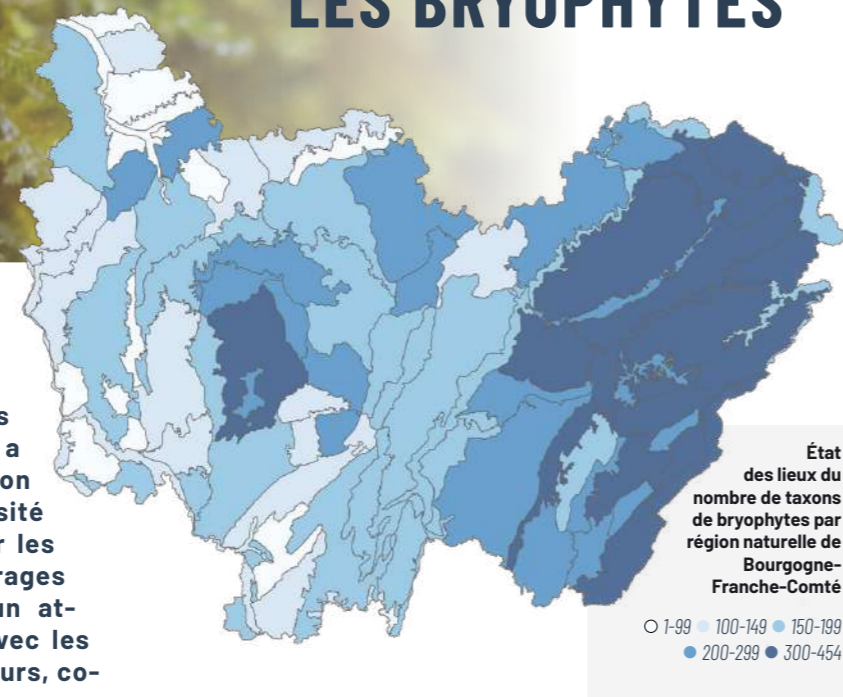 LES BRYOPHYTES
s
a
on
sité
r les
rages
un at-
vec les
urs, co-
État
des lieux du
nombre de taxons
de bryophytes par
région naturelle de
Bourgogne-
Franche-Comté
1-99 100-149 150-199
200-299 300-454